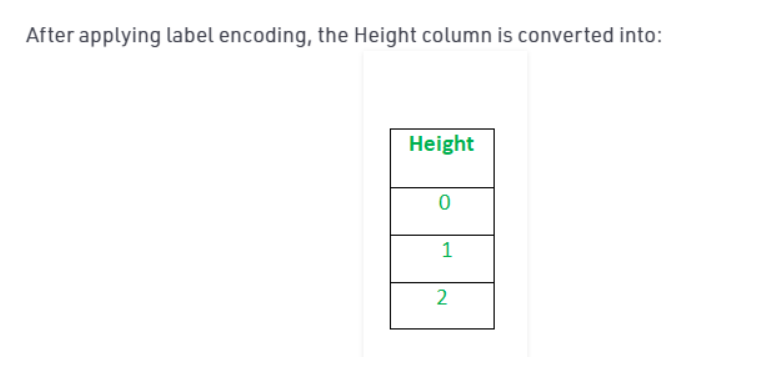 After applying label encoding, the Height column is converted into:
Height
0
1
2